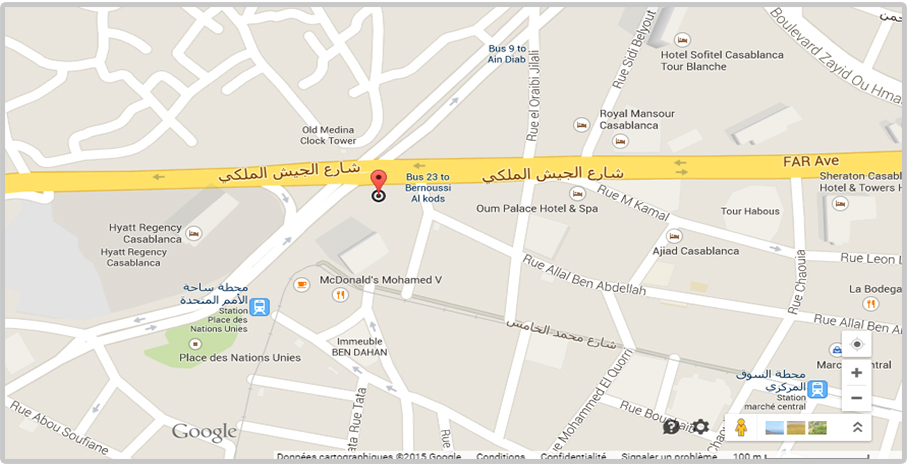 Boulevard Zayid Ou Hma
Bus 9 to
Ain Diab
Rue Sidi Belyout
Hotel Sofitel Casablanca
Tour Blanche
Rue el Oraibi Jilali
Royal Mansour
Casablanca
Old Medina
Clock Tower
FAR Ave
شارع الجيش الملكي
شارع الجيش الملكي
Bus 23 to
Bernoussi
Al kods
Sheraton Casabl
Hotel & Towers H
Rue M Kamal
Oum Palace Hotel & Spa
Tour Habous
Hyatt Regency
Casablanca
Hyatt Regency
Casablanca
Ajiad Casablanca
Rue Leon L
Rue Chaouia
Rue Allal Ben Abdellah
McDonald's Mohamed V
محطة ساحة
الأمم المتحدة
Station
Place des
Nations Unies
La Bodega
Rue Allal Ben A
شارع محمد الخامس
Immeuble
BEN DAHAN
Place des Nations Unies
Marc Central
محطة السوق
المركزي
Station
marché central
Rue Mohammed El Quorri
Rue Tata
Rue Tata
Rue
Rue Abou Soufiane
Rue Bou
Chao
Google
Données cartographiques ©2015 Google
Conditions
Confidentialité
Signaler un problème
100 m